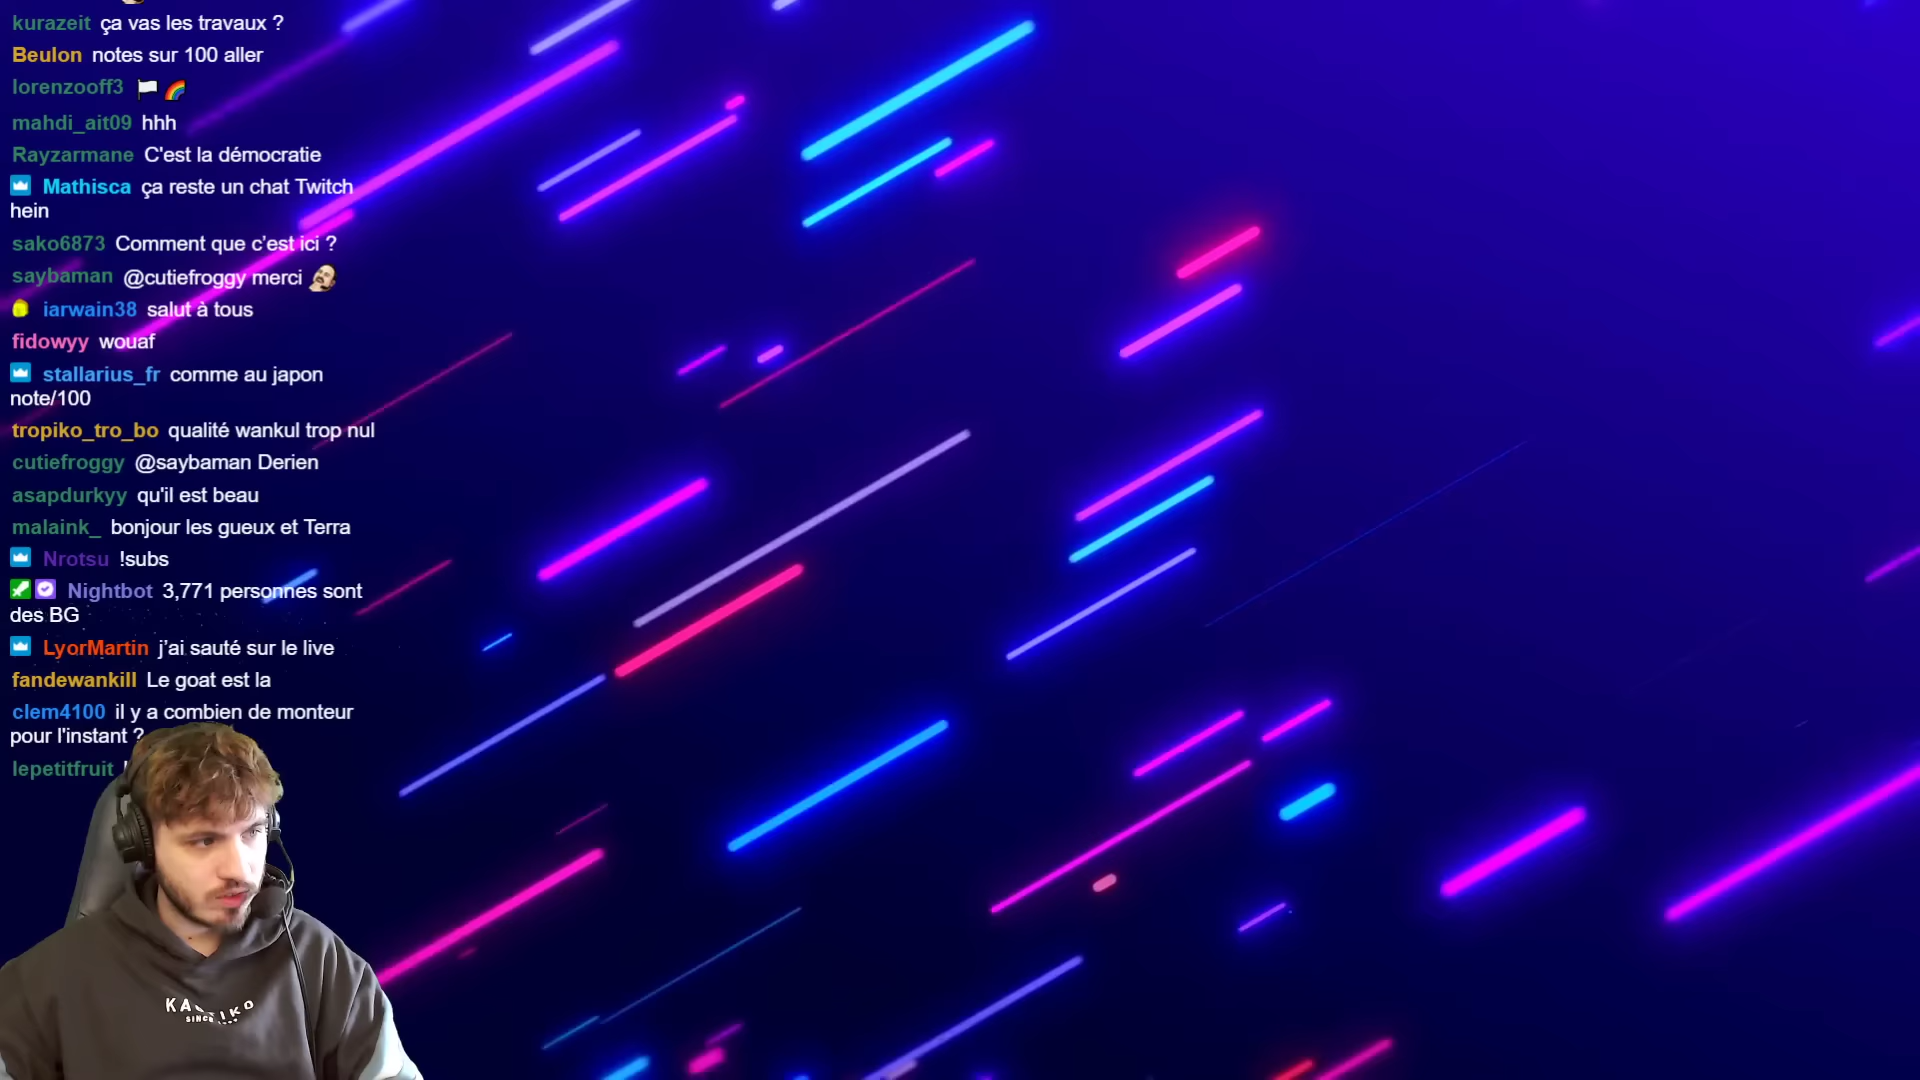 kurazeit ça vas les travaux ?
Beulon notes sur 100 aller
lorenzooff3
mahdi_ait09 hhh
Rayzarmane C'est la démocratie
Mathisca ça reste un chat Twitch
hein
sako6873 Comment que c’est ici ?
saybaman @cutiefroggy merci
iarwain38 salut à tous
fidowyy wouaf
stallarius_fr comme au japon
note/100
tropiko_tro_bo qualité wankul trop nul
cutiefroggy @saybaman Derien
asapdurkyy qu'il est beau
malaink_ bonjour les gueux et Terra
Nrotsu !subs
Nightbot 3,771 personnes sont
des BG
LyorMartin j’ai sauté sur le live
fandewankill Le goat est la
clem4100 il y a combien de monteur
pour l'instant ?
lepetitfruit
SINCE